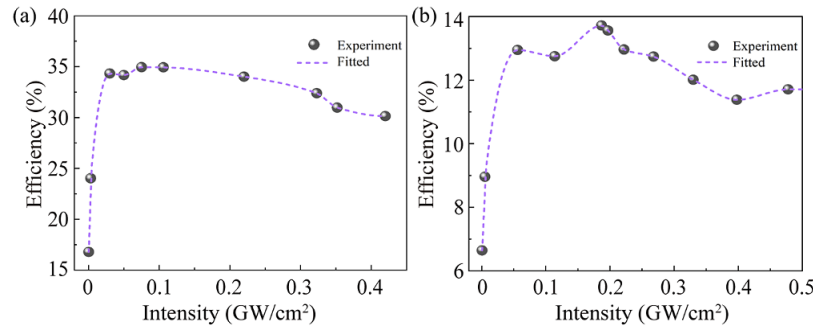 (a)
40
35
30
25
20
15
Efficiency (%)
Experiment
Fitted
0
0.1
0.2
0.3
0.4
Intensity (GW/cm²)
(b)
14
12
10
8
6
Efficiency (%)
Experiment
Fitted
0
0.1
0.2
0.3
0.4
0.5
Intensity (GW/cm²)